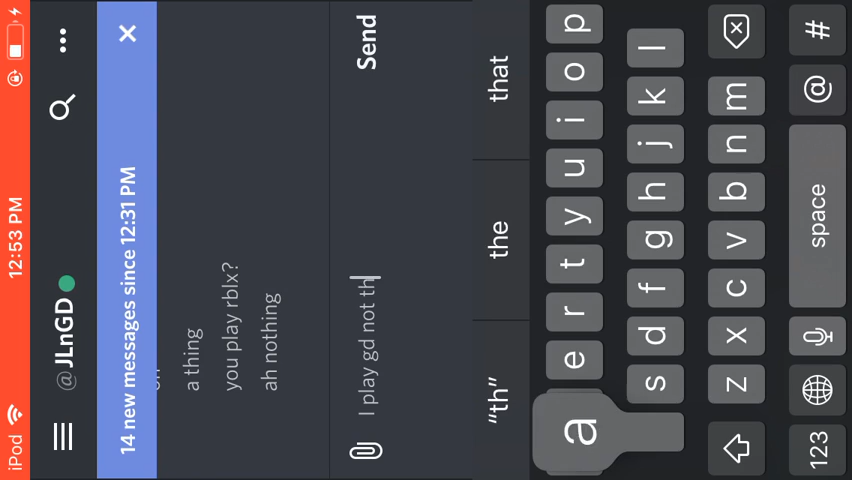 iPod 12:53 PM
@JLnGD
14 new messages since 12:31 PM
a thing
you play rblx?
ah nothing
I play gd not th Send
"th" the that
e r t y u i o p
a s d f g h j k l
z x c v b n m
123 space @ #